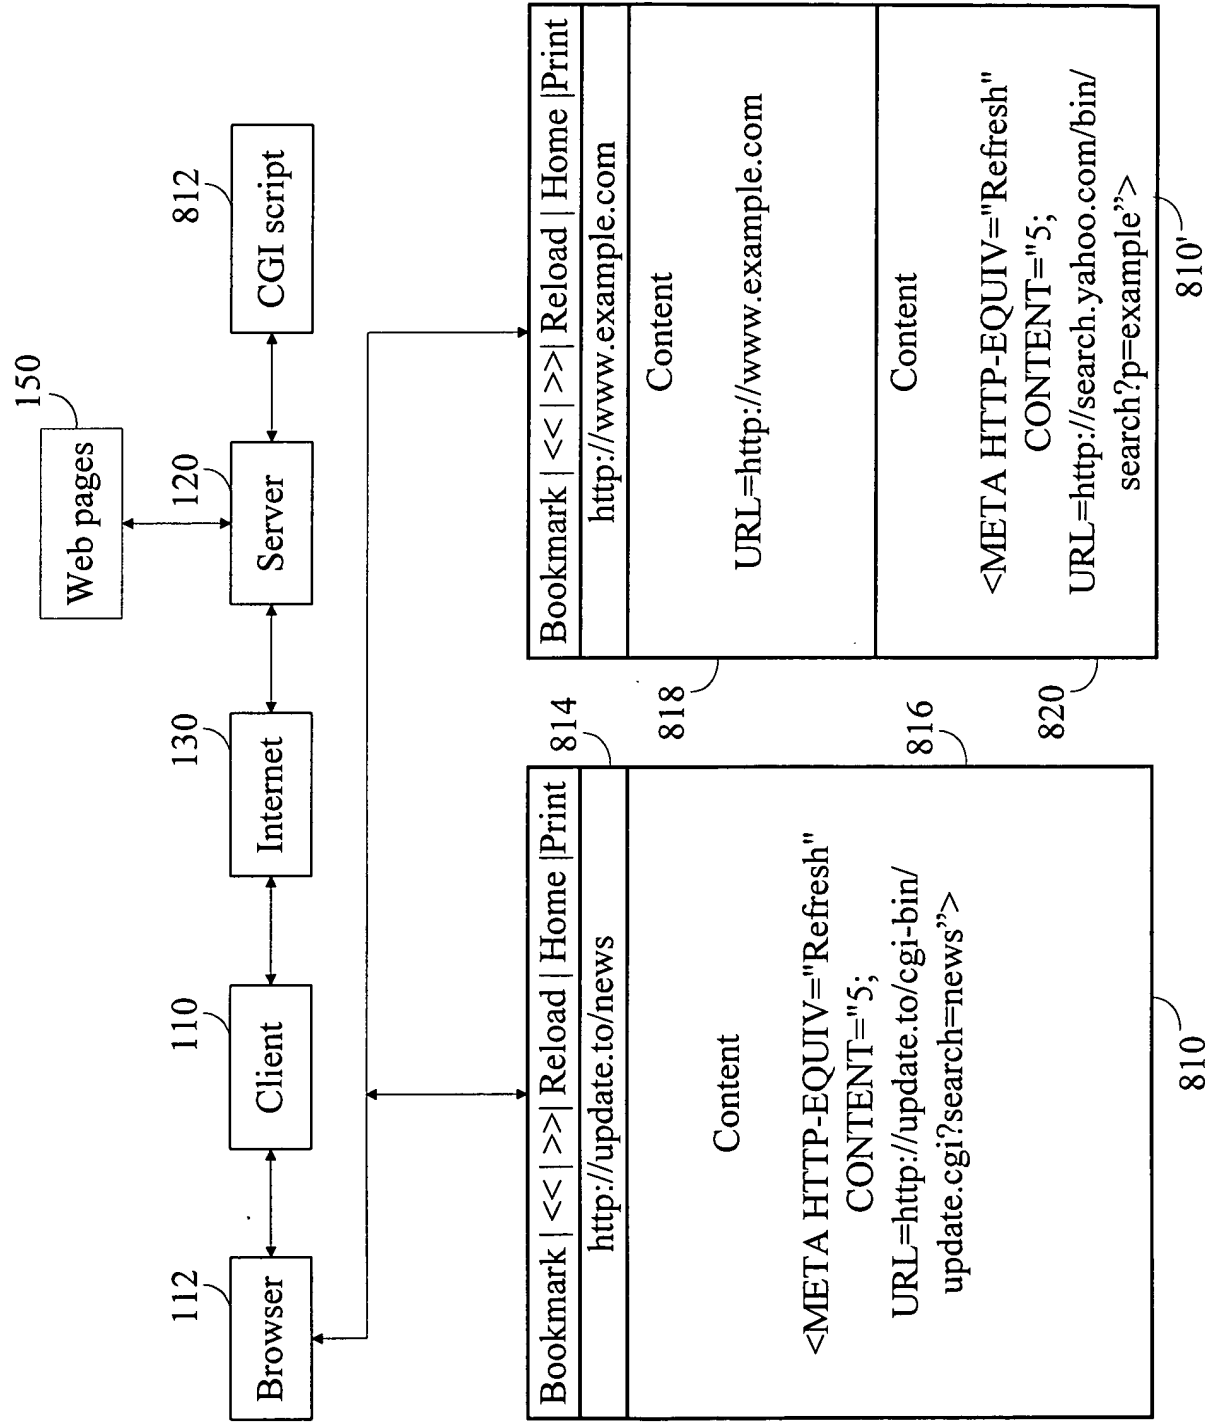 150
Web pages
112
110
130
120
812
Browser
Client
Internet
Server
CGI script
Bookmark | << | >>| Reload | Home |Print
http://update.to/news
814
Content
<META HTTP-EQUIV="Refresh"
CONTENT="5;
URL=http://update.to/cgi-bin/
update.cgi?search=news”>
816
810
Bookmark | << | >>| Reload | Home |Print
http://www.example.com
Content
URL=http://www.example.com
818
Content
<META HTTP-EQUIV="Refresh"
CONTENT="5;
URL=http://search.yahoo.com/bin/
search?p=example”>
820
810'